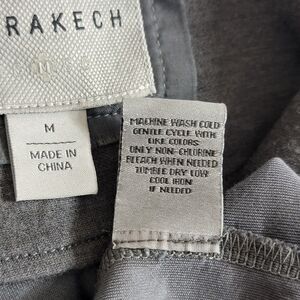 RAKECH
M
MADE IN
CHINA
MACHINE WASH COLD
GENTLE CYCLE WITH
LIKE COLORS
ONLY NON-CHLORINE
BLEACH WHEN NEEDED
TUMBLE DRY LOW
COOL IRON
IF NEEDED